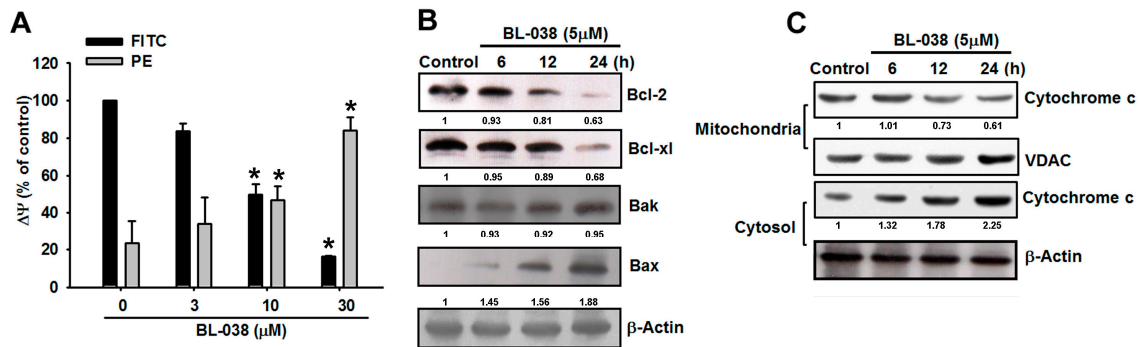 A
FITC
PE
ΔΨ (% of control)
120
100
80
60
40
20
0
* * * *
0 3 10 30
BL-038 (μM)
B
BL-038 (5μM)
Control 6 12 24 (h)
Bcl-2
1 0.93 0.81 0.63
Bcl-xl
1 0.95 0.89 0.68
Bak
1 0.93 0.92 0.95
Bax
1 1.45 1.56 1.88
β-Actin
C
BL-038 (5μM)
Control 6 12 24 (h)
Cytochrome c
1 1.01 0.73 0.61
Mitochondria
VDAC
Cytochrome c
1 1.32 1.78 2.25
Cytosol
β-Actin